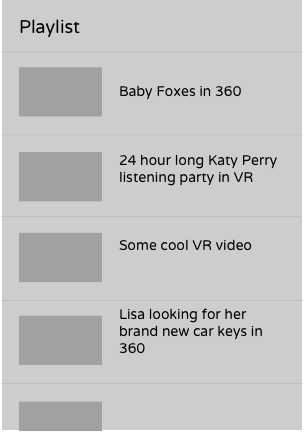 Playlist
Baby Foxes in 360
24 hour long Katy Perry
listening party in VR
Some cool VR video
Lisa looking for her
brand new car keys in
360